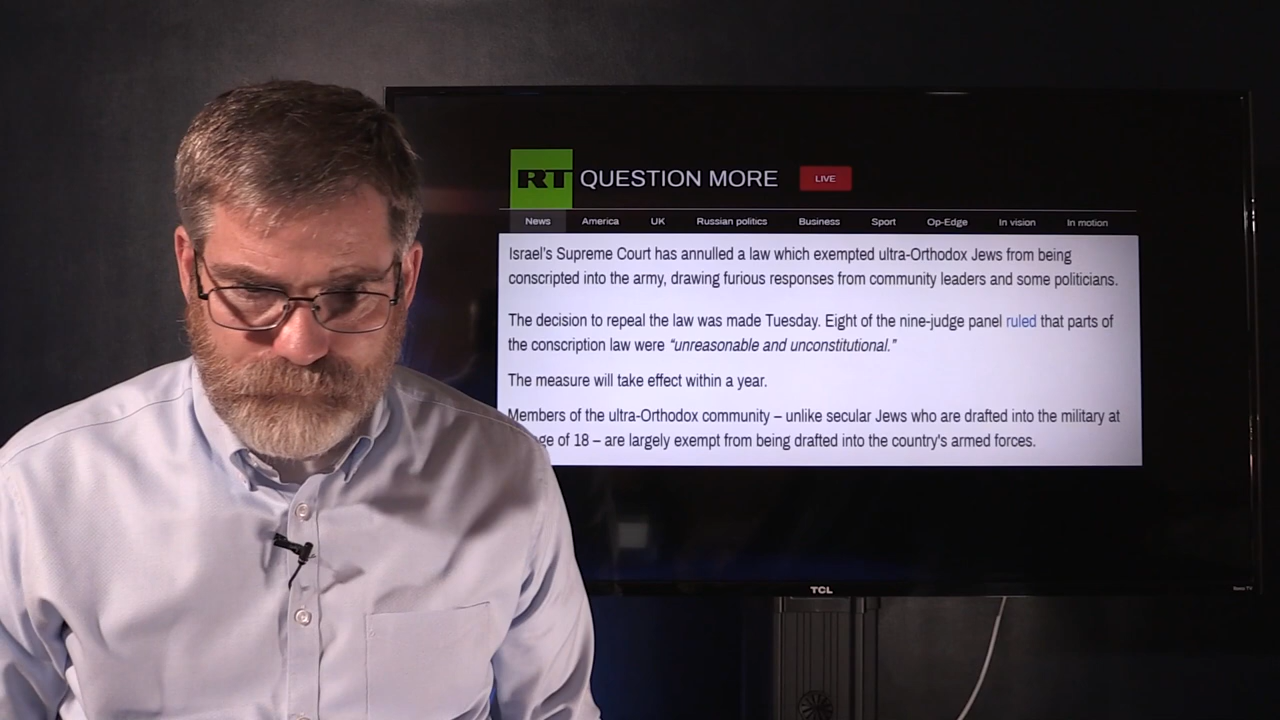 RT QUESTION MORE LIVE
News America UK Russian politics Business Sport Op-Edge In vision In motion
Israel's Supreme Court has annulled a law which exempted ultra-Orthodox Jews from being
conscripted into the army, drawing furious responses from community leaders and some politicians.
The decision to repeal the law was made Tuesday. Eight of the nine-judge panel ruled that parts of
the conscription law were “unreasonable and unconstitutional.”
The measure will take effect within a year.
Members of the ultra-Orthodox community – unlike secular Jews who are drafted into the military at
of 18 – are largely exempt from being drafted into the country's armed forces.
TCL
Roku TV